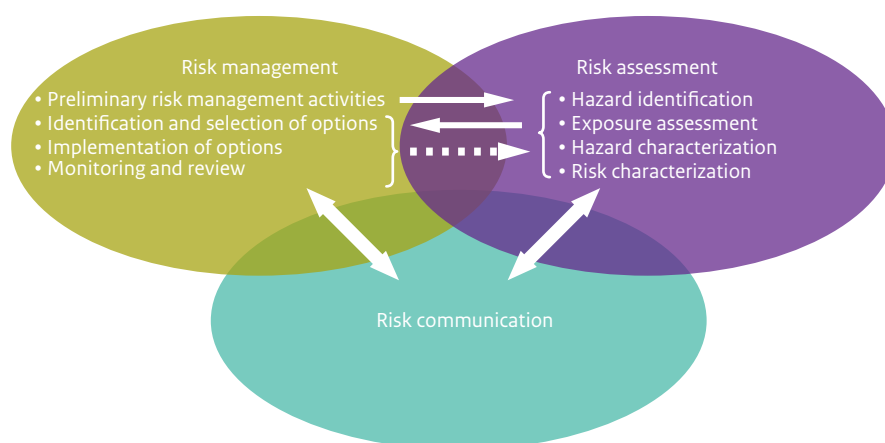 Risk management
• Preliminary risk management activities
• Identification and selection of options
• Implementation of options
• Monitoring and review
Risk assessment
• Hazard identification
• Exposure assessment
• Hazard characterization
• Risk characterization
Risk communication